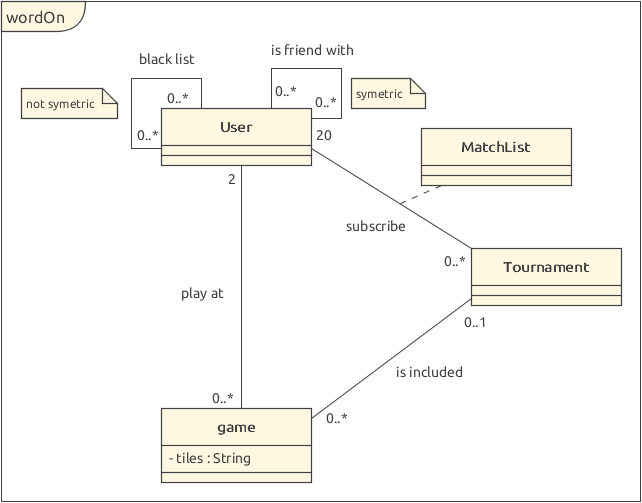 wordOn
black list
is friend with
not symetric
0..*
0..*
0..*
0..*
symetric
User
20
MatchList
2
subscribe
0..*
Tournament
play at
0..1
is included
0..*
0..*
game
- tiles : String